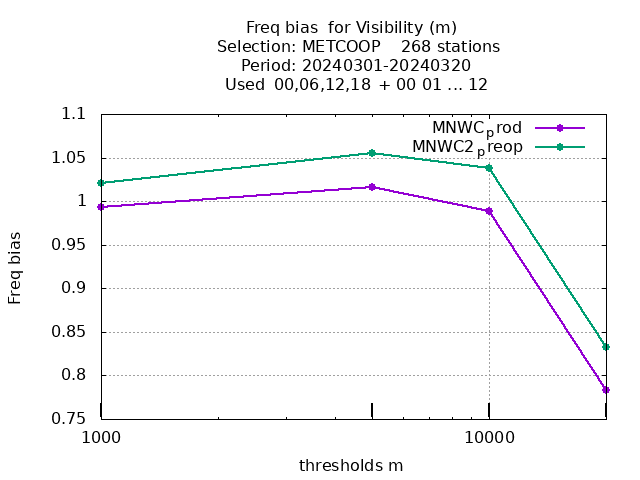 Freq bias  for Visibility (m)
Selection: METCOOP    268 stations
Period: 20240301-20240320
Used  00,06,12,18 + 00 01 ... 12
1.1
1.05
1
0.95
0.9
0.85
0.8
0.75
Freq bias
MNWCprod
MNWC2preop
1000
10000
thresholds m